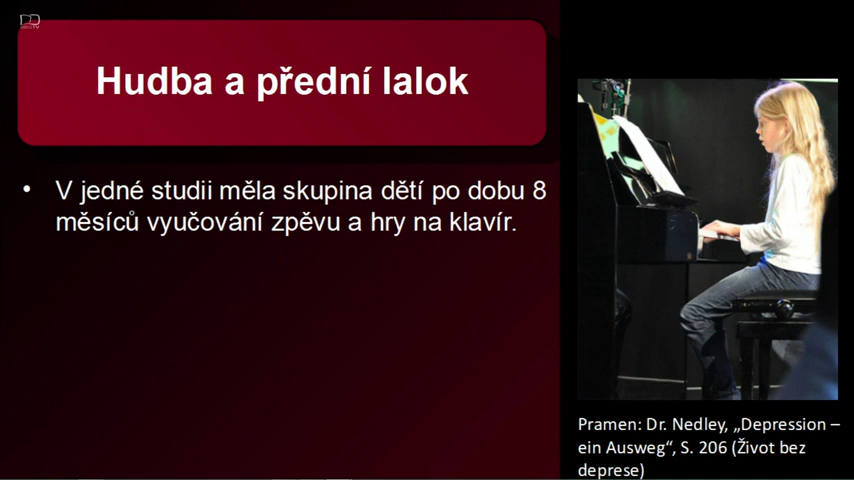 Hudba a přední lalok
• V jedné studii měla skupina dětí po dobu 8
měsíců vyučování zpěvu a hry na klavír.
Pramen: Dr. Nedley, „Depression –
ein Ausweg“, S. 206 (Život bez
deprese)